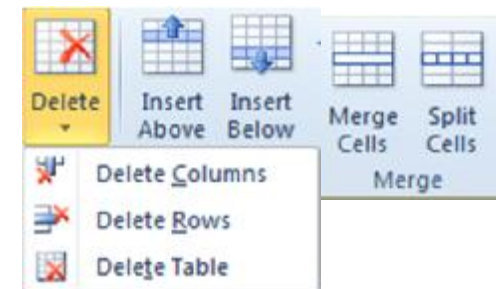 Delete
Insert Above
Insert Below
Merge Cells
Split Cells
Merge
Delete Columns
Delete Rows
Delete Table